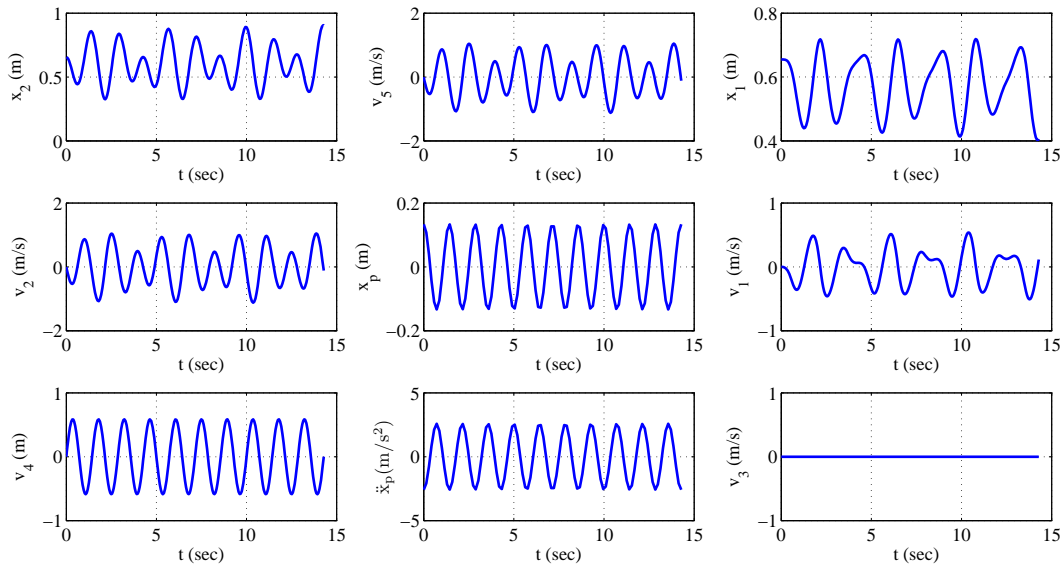 1
0.5
0
x_2 (m)
0 5 10 15
t (sec)
2
0
−2
v_5 (m/s)
0 5 10 15
t (sec)
0.8
0.6
0.4
x_1 (m)
0 5 10 15
t (sec)
2
0
−2
v_2 (m/s)
0 5 10 15
t (sec)
0.2
0
−0.2
x_p (m)
0 5 10 15
t (sec)
1
0
−1
v_1 (m/s)
0 5 10 15
t (sec)
1
0
−1
v_4 (m)
0 5 10 15
t (sec)
5
0
−5
ẍ_p(m/s²)
0 5 10 15
t (sec)
1
0
−1
v_3 (m/s)
0 5 10 15
t (sec)